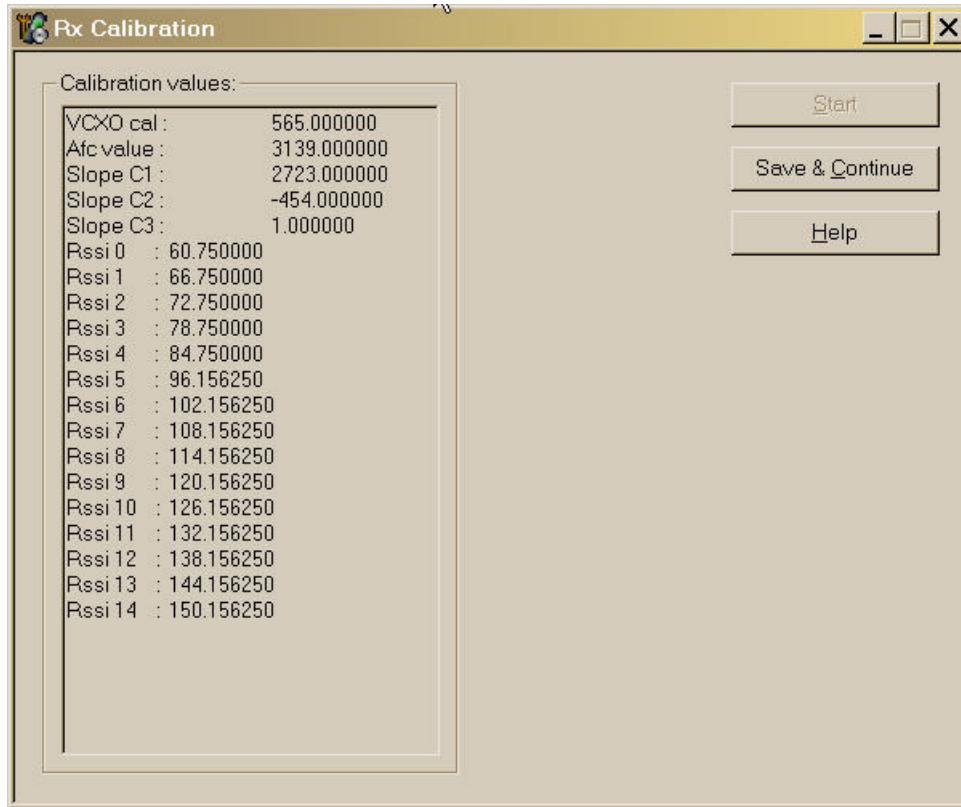 Rx Calibration
Calibration values:
VCXO cal : 565.000000
Afc value : 3139.000000
Slope C1 : 2723.000000
Slope C2 : -454.000000
Slope C3 : 1.000000
Rssi 0 : 60.750000
Rssi 1 : 66.750000
Rssi 2 : 72.750000
Rssi 3 : 78.750000
Rssi 4 : 84.750000
Rssi 5 : 96.156250
Rssi 6 : 102.156250
Rssi 7 : 108.156250
Rssi 8 : 114.156250
Rssi 9 : 120.156250
Rssi 10 : 126.156250
Rssi 11 : 132.156250
Rssi 12 : 138.156250
Rssi 13 : 144.156250
Rssi 14 : 150.156250
Start
Save & Continue
Help